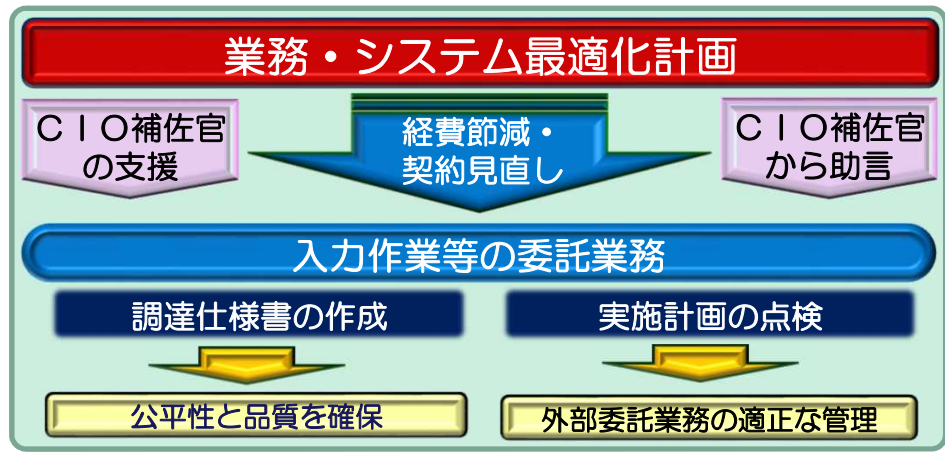 業務・システム最適化計画
ＣＩＯ補佐官
の支援
経費節減・
契約見直し
ＣＩＯ補佐官
から助言
入力作業等の委託業務
調達仕様書の作成
実施計画の点検
公平性と品質を確保
外部委託業務の適正な管理